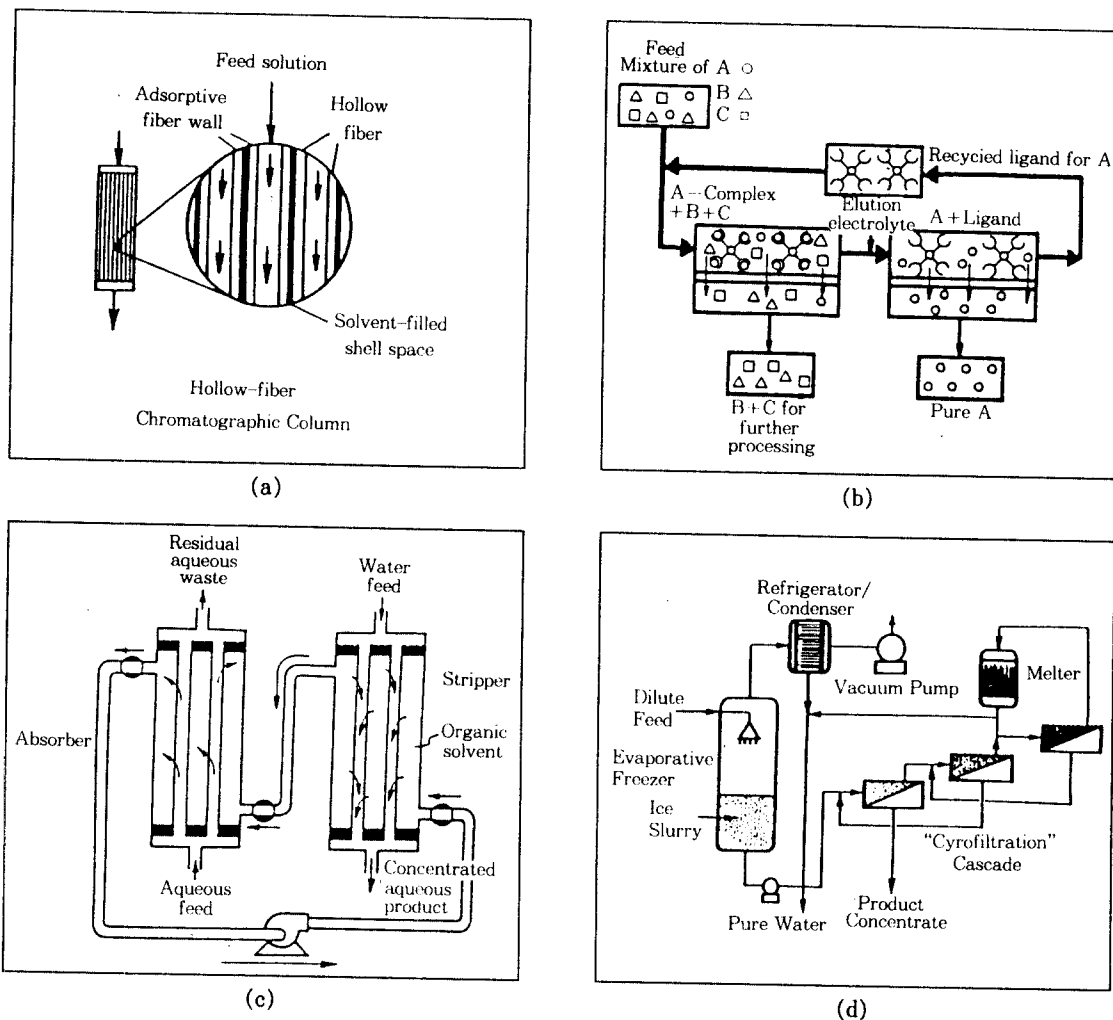 Feed solution
Adsorptive
fiber wall
Hollow
fiber
Solvent-filled
shell space
Hollow-fiber
Chromatographic Column
(a)
Feed
Mixture of A
B
C
Recycied ligand for A
A-Complex
+B+C
Elution
electrolyte
A+Ligand
B+C for
further
processing
Pure A
(b)
Residual
aqueous
waste
Water
feed
Stripper
Absorber
Organic
solvent
Aqueous
feed
Concentrated
aqueous
product
(c)
Refrigerator/
Condenser
Vacuum Pump
Melter
Dilute
Feed
Evaporative
Freezer
Ice
Slurry
"Cyrofiltration"
Cascade
Pure Water
Product
Concentrate
(d)